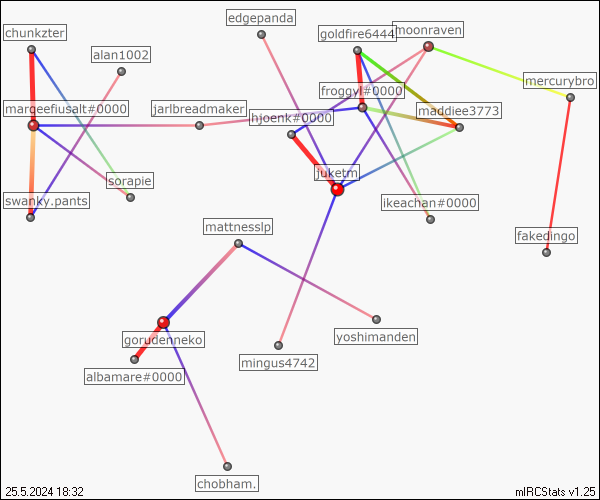 edgepanda
chunkzter
goldfire6444
moonraven
alan1002
mercurybro
froggyl#0000
margeefiusalt#0000
jarlbreadmaker
hjoenk#0000
maddiee3773
juketm
sorapie
swanky.pants
ikeachan#0000
mattnesslp
fakedingo
gorudenneko
yoshimanden
mingus4742
albamare#0000
chobham.
25.5.2024 18:32
mIRCStats v1.25